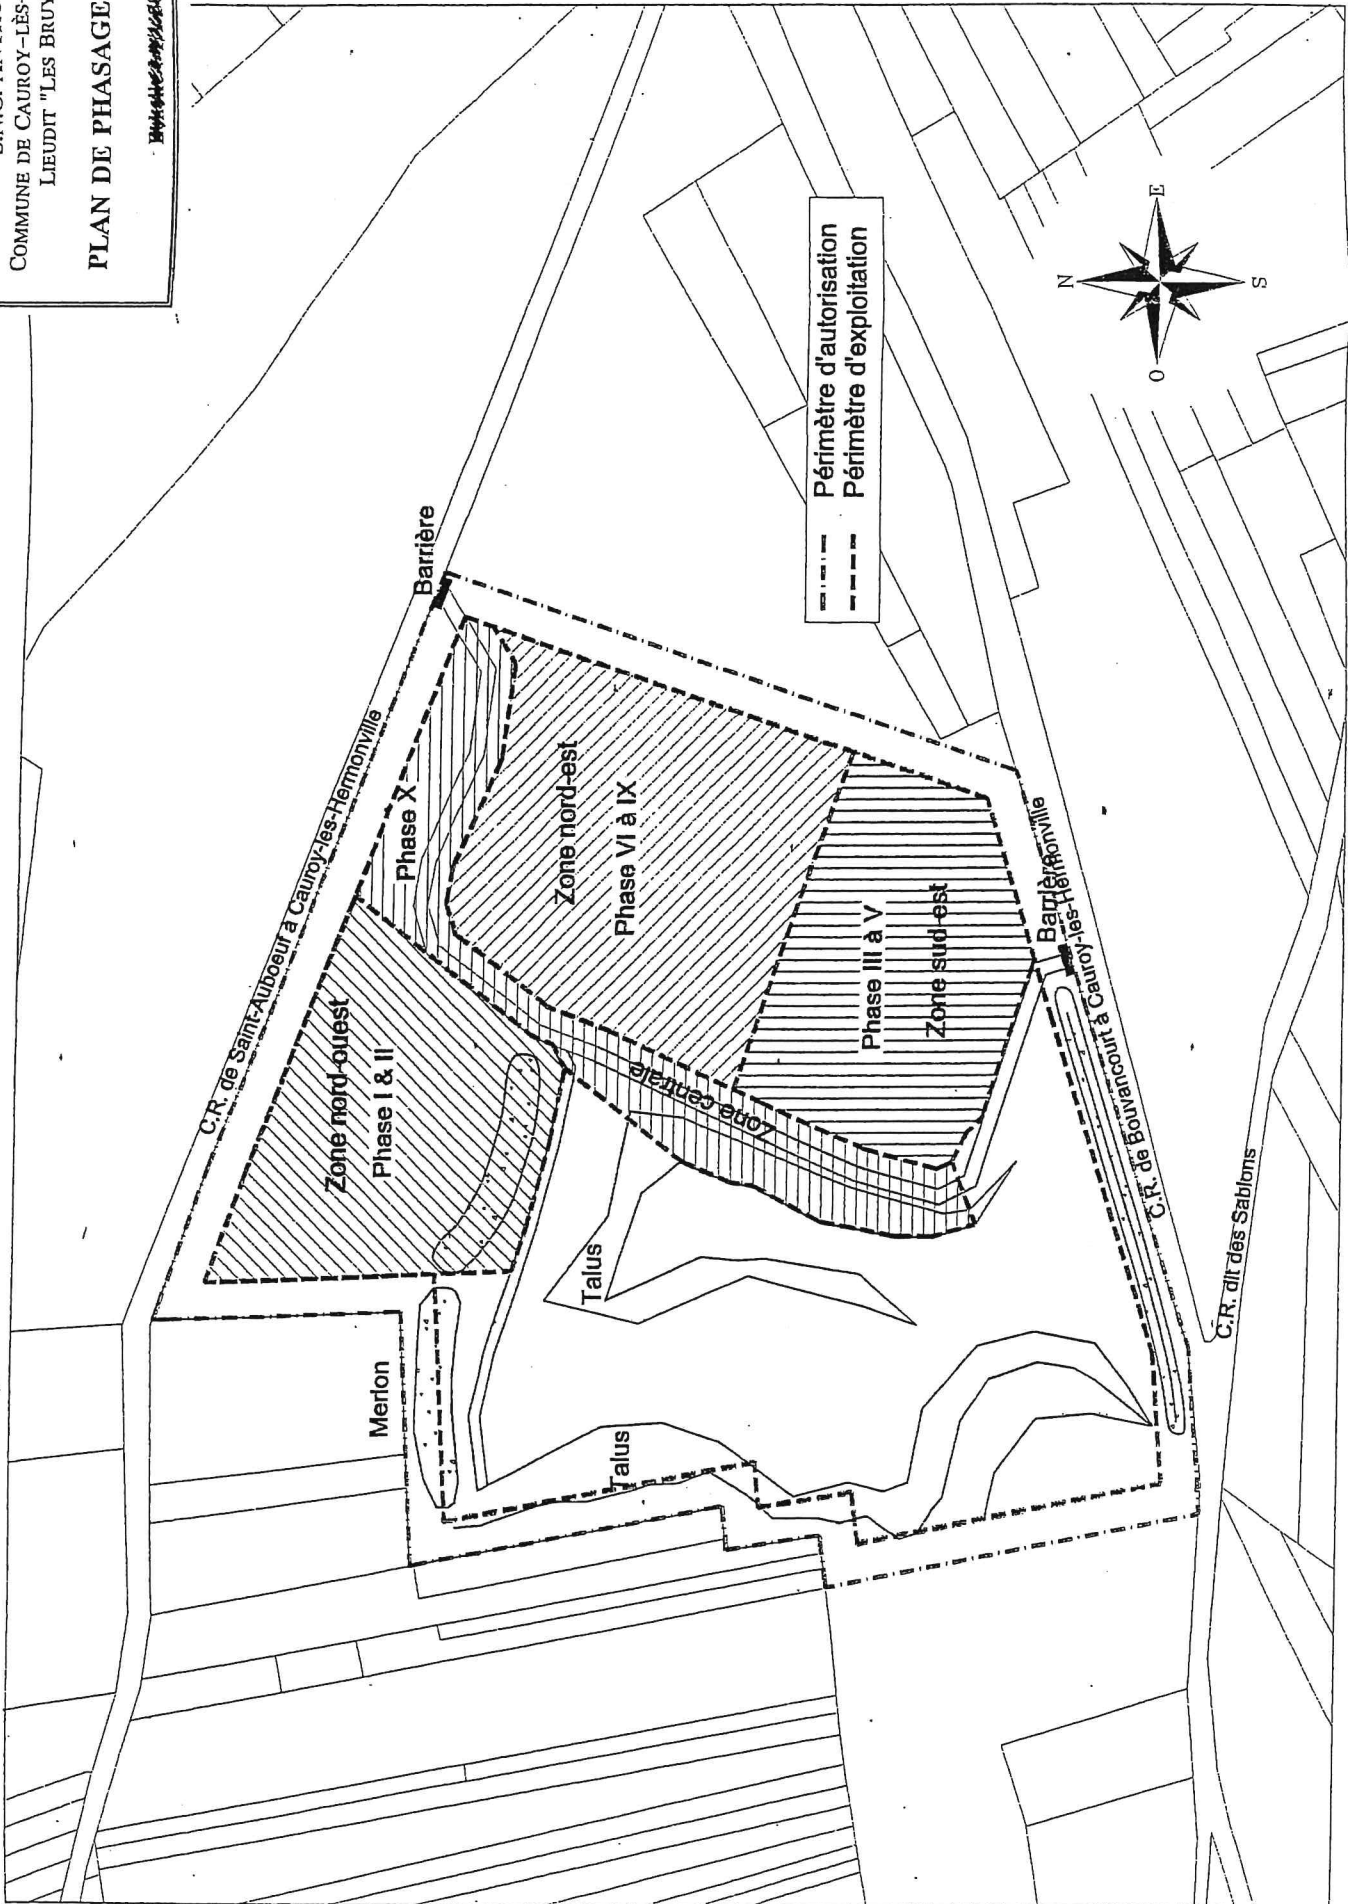 COMMUNE DE CAUROY-LÈS-
LIEUDIT "LES BRUY
PLAN DE PHASAGE
Barrière
C.R. de Saint-Auboeuf à Cauroy-les-Hermonville
Phase X
Zone nord-ouest
Phase I & II
Zone nord-est
Phase VI à IX
Zone centrale
Phase III à V
Zone sud-est
Merlon
Talus
Talus
Barrière
C.R. de Bouvancourt à Cauroy-les-Hermonville
C.R. dit des Sablons
Périmètre d'autorisation
Périmètre d'exploitation
N
E
S
O